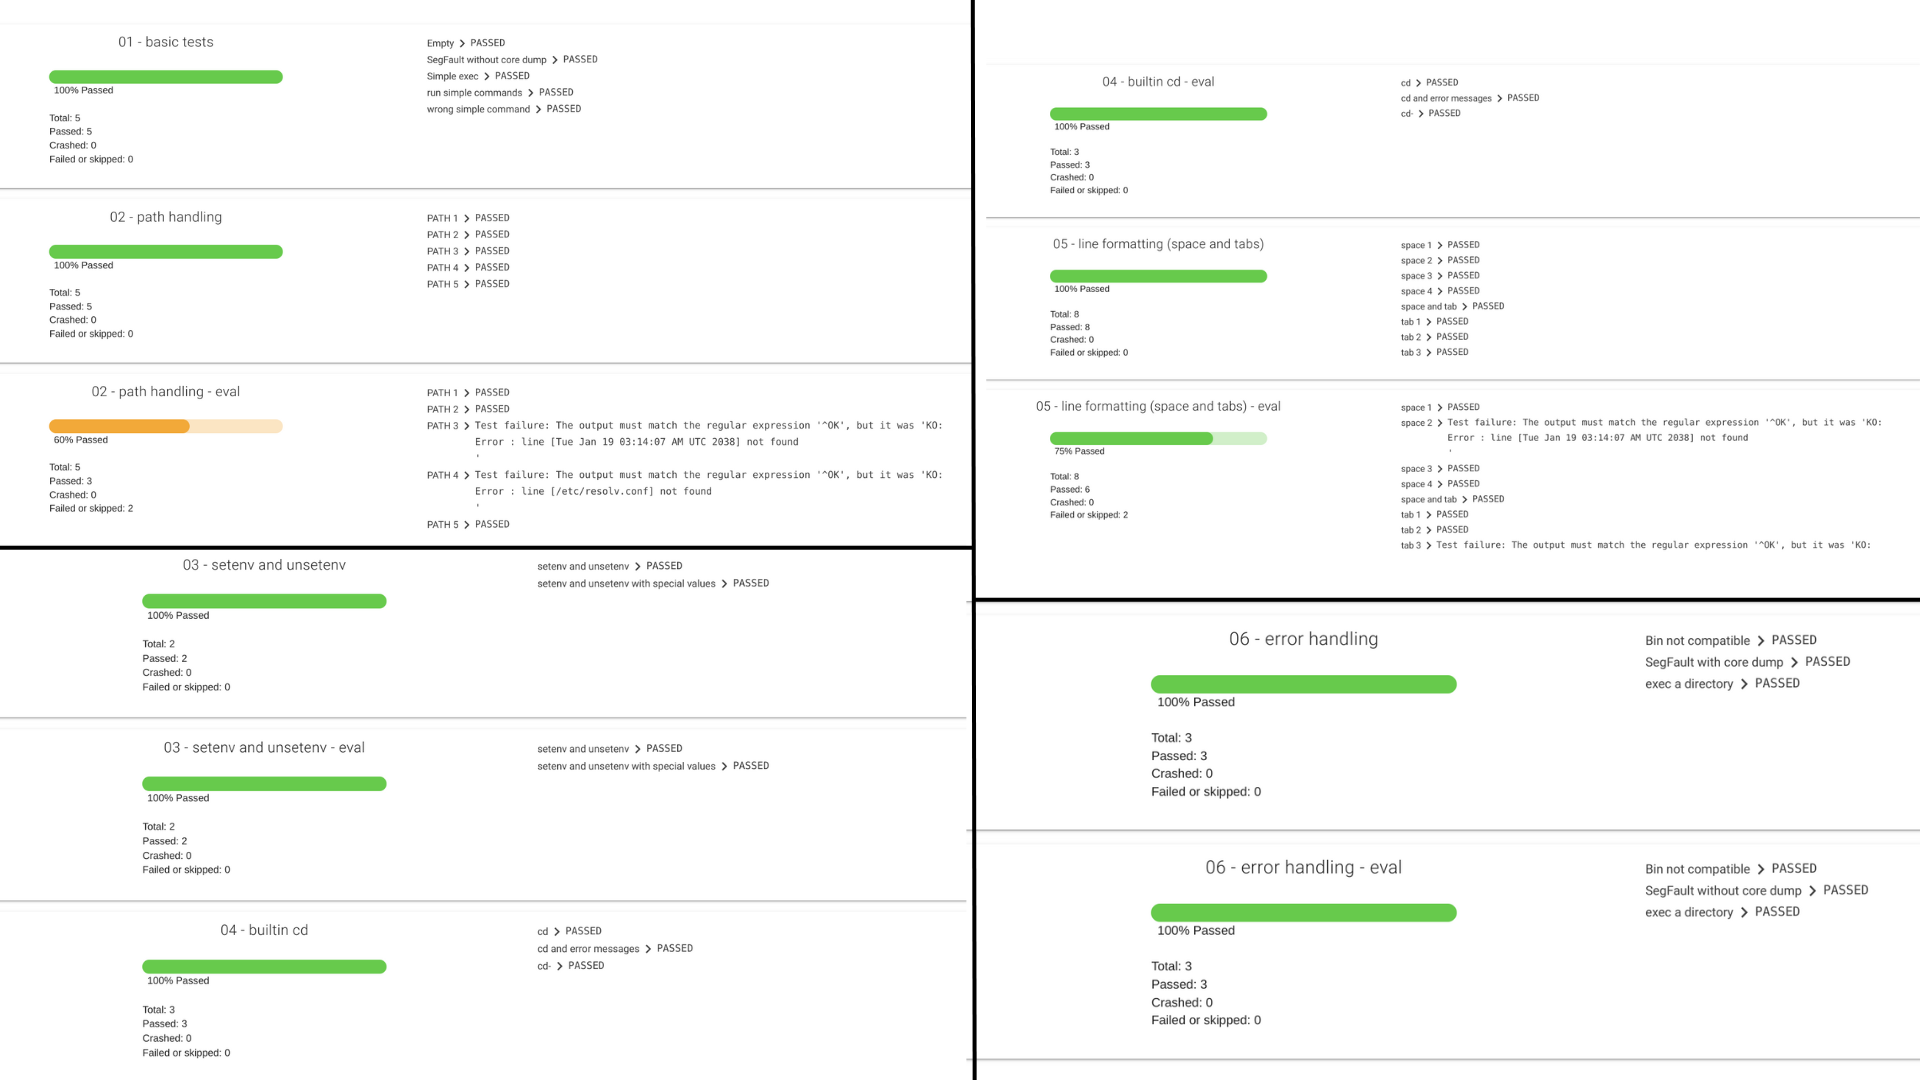 01 - basic tests
100% Passed
Total: 5
Passed: 5
Crashed: 0
Failed or skipped: 0
Empty > PASSED
SegFault without core dump > PASSED
Simple exec > PASSED
run simple commands > PASSED
wrong simple command > PASSED
02 - path handling
100% Passed
Total: 5
Passed: 5
Crashed: 0
Failed or skipped: 0
PATH 1 > PASSED
PATH 2 > PASSED
PATH 3 > PASSED
PATH 4 > PASSED
PATH 5 > PASSED
02 - path handling - eval
60% Passed
Total: 5
Passed: 3
Crashed: 0
Failed or skipped: 2
PATH 1 > PASSED
PATH 2 > PASSED
PATH 3 > Test failure: The output must match the regular expression '^OK', but it was 'KO:
Error : line [Tue Jan 19 03:14:07 AM UTC 2038] not found
'
PATH 4 > Test failure: The output must match the regular expression '^OK', but it was 'KO:
Error : line [/etc/resolv.conf] not found
'
PATH 5 > PASSED
03 - setenv and unsetenv
100% Passed
Total: 2
Passed: 2
Crashed: 0
Failed or skipped: 0
setenv and unsetenv > PASSED
setenv and unsetenv with special values > PASSED
03 - setenv and unsetenv - eval
100% Passed
Total: 2
Passed: 2
Crashed: 0
Failed or skipped: 0
setenv and unsetenv > PASSED
setenv and unsetenv with special values > PASSED
04 - builtin cd
100% Passed
Total: 3
Passed: 3
Crashed: 0
Failed or skipped: 0
cd > PASSED
cd and error messages > PASSED
cd- > PASSED
04 - builtin cd - eval
100% Passed
Total: 3
Passed: 3
Crashed: 0
Failed or skipped: 0
cd > PASSED
cd and error messages > PASSED
cd- > PASSED
05 - line formatting (space and tabs)
100% Passed
Total: 8
Passed: 8
Crashed: 0
Failed or skipped: 0
space 1 > PASSED
space 2 > PASSED
space 3 > PASSED
space 4 > PASSED
space and tab > PASSED
tab 1 > PASSED
tab 2 > PASSED
tab 3 > PASSED
05 - line formatting (space and tabs) - eval
75% Passed
Total: 8
Passed: 6
Crashed: 0
Failed or skipped: 2
space 1 > PASSED
space 2 > Test failure: The output must match the regular expression '^OK', but it was 'KO:
Error : line [Tue Jan 19 03:14:07 AM UTC 2038] not found
'
space 3 > PASSED
space 4 > PASSED
space and tab > PASSED
tab 1 > PASSED
tab 2 > PASSED
tab 3 > Test failure: The output must match the regular expression '^OK', but it was 'KO:
06 - error handling
100% Passed
Total: 3
Passed: 3
Crashed: 0
Failed or skipped: 0
Bin not compatible > PASSED
SegFault with core dump > PASSED
exec a directory > PASSED
06 - error handling - eval
100% Passed
Total: 3
Passed: 3
Crashed: 0
Failed or skipped: 0
Bin not compatible > PASSED
SegFault without core dump > PASSED
exec a directory > PASSED